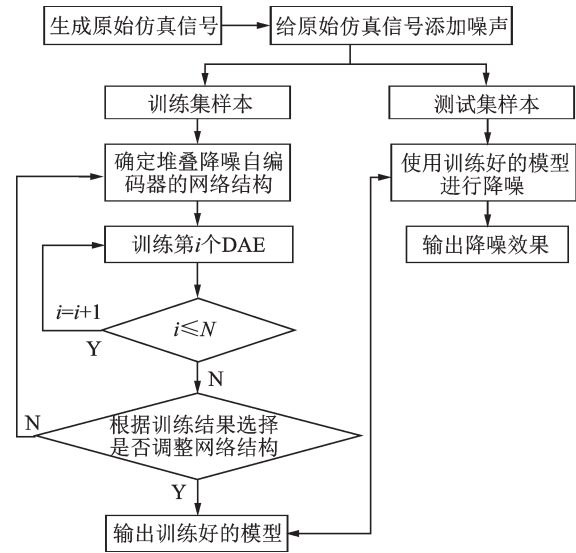 生成原始仿真信号
给原始仿真信号添加噪声
训练集样本
测试集样本
确定堆叠降噪自编
码器的网络结构
使用训练好的模型
进行降噪
训练第i个DAE
输出降噪效果
i=i+1
i≤N
Y
N
N
根据训练结果选择
是否调整网络结构
Y
输出训练好的模型